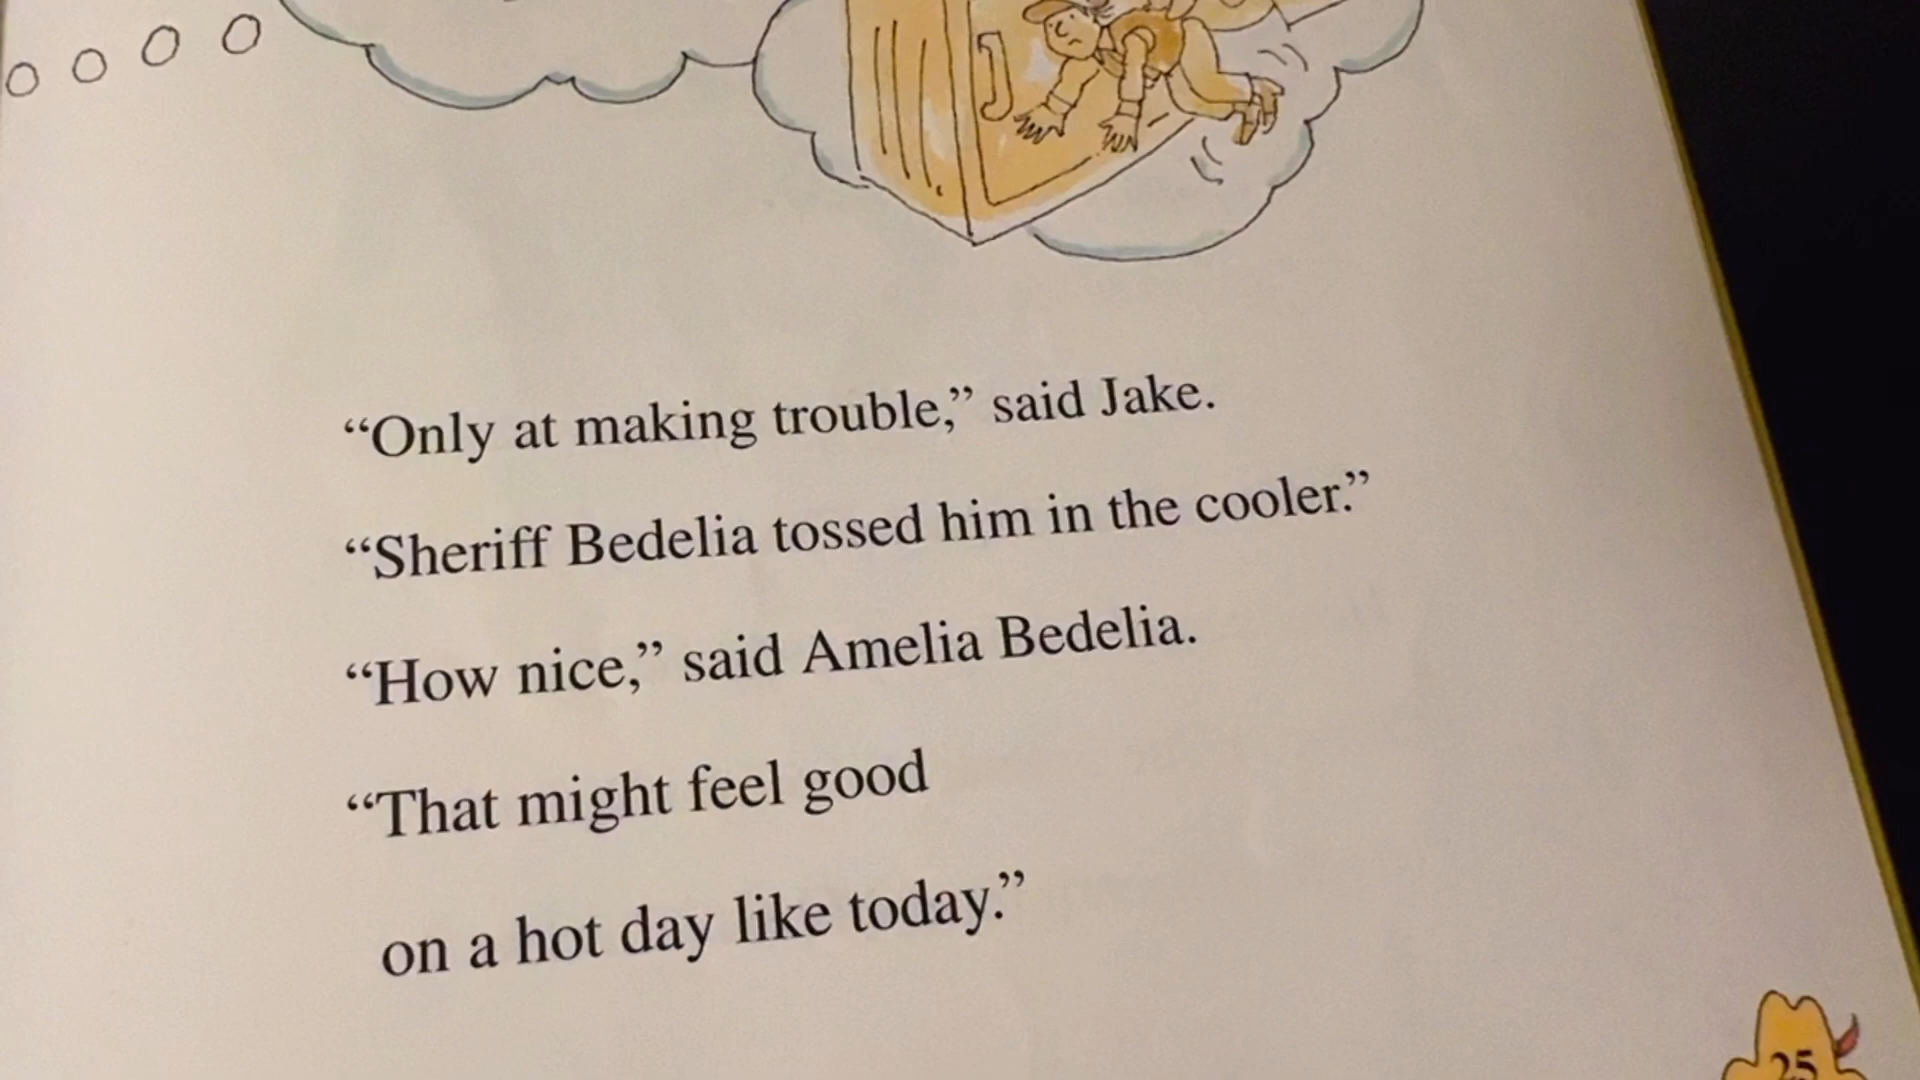 “Only at making trouble,” said Jake.
“Sheriff Bedelia tossed him in the cooler.”
“How nice,” said Amelia Bedelia.
“That might feel good
on a hot day like today.”
25